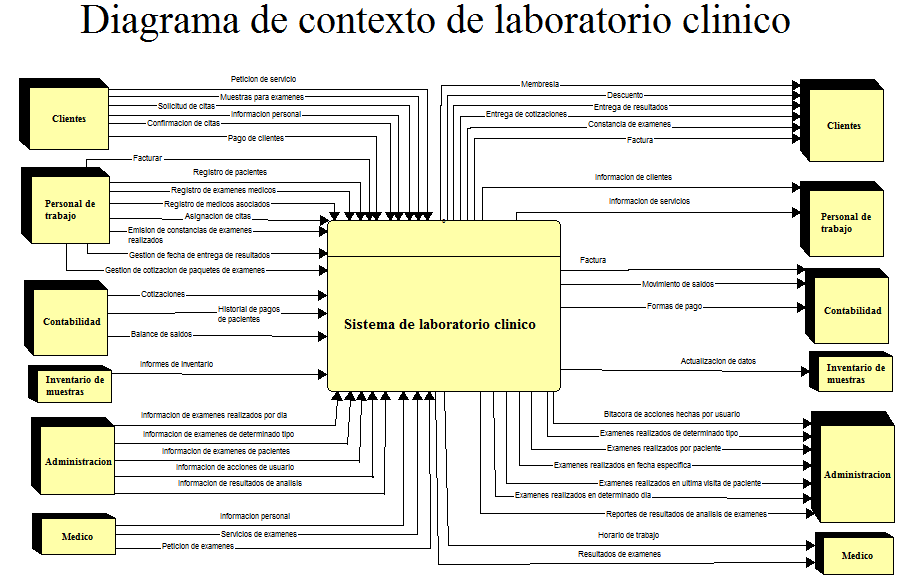 Diagrama de contexto de laboratorio clinico
Clientes
Peticion de servicio
Muestras para examenes
Solicitud de citas
Informacion personal
Confirmacion de citas
Pago de clientes
Personal de
trabajo
Facturar
Registro de pacientes
Registro de examenes medicos
Registro de medicos asociados
Asignacion de citas
Emision de constancias de examenes
realizados
Gestion de fecha de entrega de resultados
Gestion de cotizacion de paquetes de examenes
Contabilidad
Cotizaciones
Historial de pagos
de pacientes
Balance de saldos
Inventario de
muestras
Informes de inventario
Administracion
Informacion de examenes realizados por dia
Informacion de examenes de determinado tipo
Informacion de examenes de pacientes
Informacion de acciones de usuario
Informacion de resultados de analisis
Medico
Informacion personal
Servicios de examenes
Peticion de examenes
Sistema de laboratorio clinico
Membresia
Descuento
Entrega de resultados
Entrega de cotizaciones
Constancia de examenes
Factura
Clientes
Informacion de clientes
Informacion de servicios
Personal de
trabajo
Factura
Movimiento de saldos
Formas de pago
Contabilidad
Actualizacion de datos
Inventario de
muestras
Bitacora de acciones hechas por usuario
Examenes realizados de determinado tipo
Examenes realizados por paciente
Examenes realizados en fecha especifica
Examenes realizados en ultima visita de paciente
Examenes realizados en determinado dia
Reportes de resultados de analisis de examenes
Administracion
Horario de trabajo
Resultados de examenes
Medico